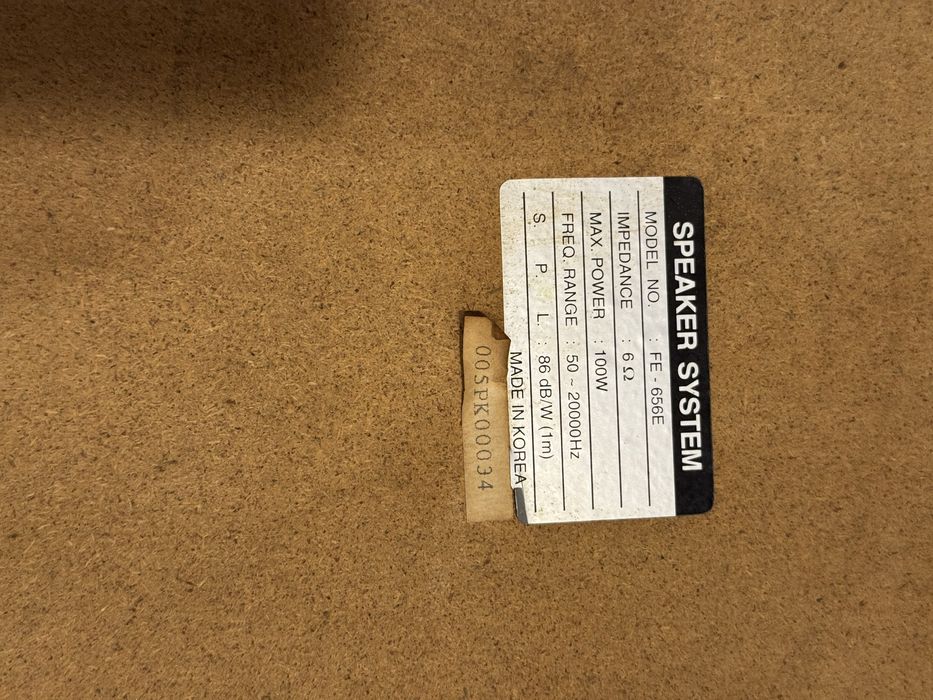 SPEAKER SYSTEM
MODEL NO. : FE - 656E
IMPEDANCE : 6 Ω
MAX. POWER : 100W
FREQ. RANGE : 50 ~ 20000Hz
S. P. L. : 86 dB/W (1m)
MADE IN KOREA
00SPK00034